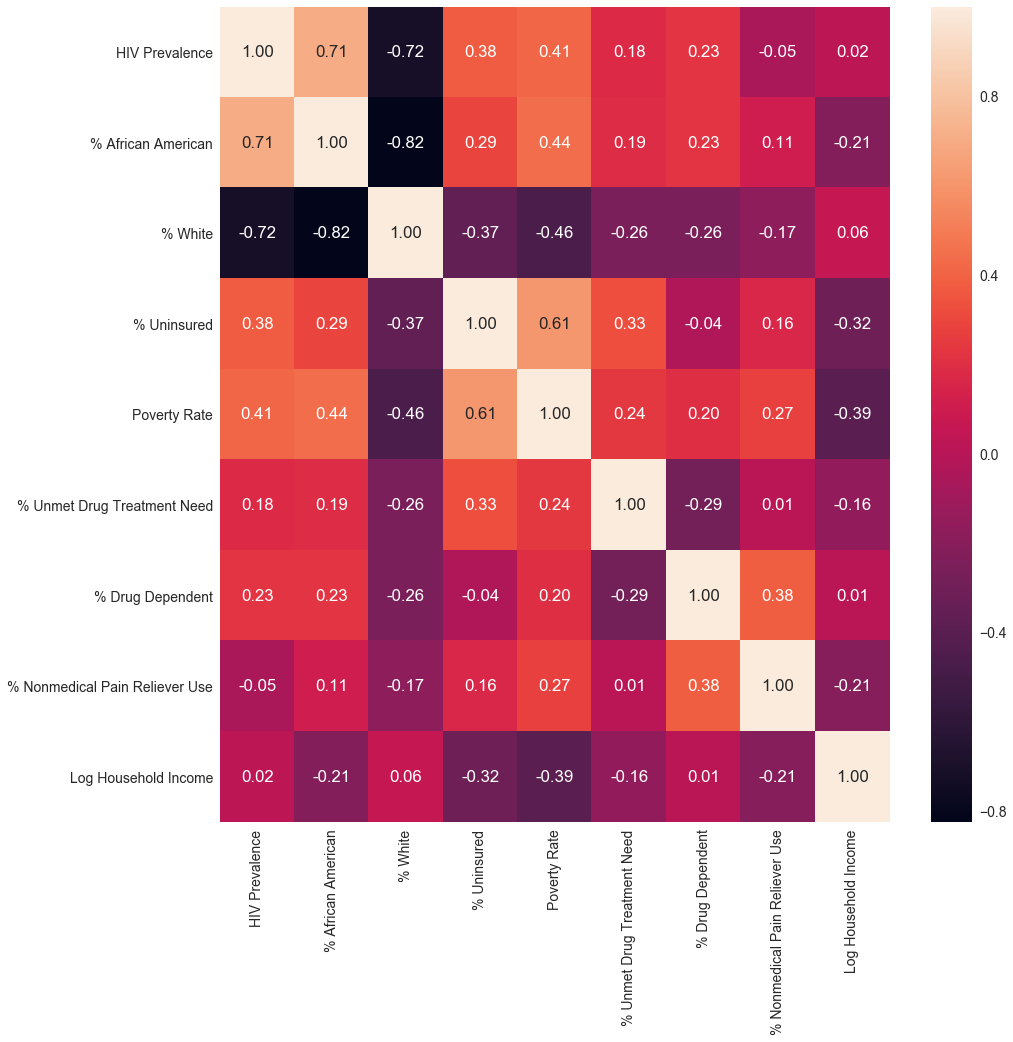 HIV Prevalence 1.00 0.71 -0.72 0.38 0.41 0.18 0.23 -0.05 0.02
% African American 0.71 1.00 -0.82 0.29 0.44 0.19 0.23 0.11 -0.21
% White -0.72 -0.82 1.00 -0.37 -0.46 -0.26 -0.26 -0.17 0.06
% Uninsured 0.38 0.29 -0.37 1.00 0.61 0.33 -0.04 0.16 -0.32
Poverty Rate 0.41 0.44 -0.46 0.61 1.00 0.24 0.20 0.27 -0.39
% Unmet Drug Treatment Need 0.18 0.19 -0.26 0.33 0.24 1.00 -0.29 0.01 -0.16
% Drug Dependent 0.23 0.23 -0.26 -0.04 0.20 -0.29 1.00 0.38 0.01
% Nonmedical Pain Reliever Use -0.05 0.11 -0.17 0.16 0.27 0.01 0.38 1.00 -0.21
Log Household Income 0.02 -0.21 0.06 -0.32 -0.39 -0.16 0.01 -0.21 1.00
HIV Prevalence
% African American
% White
% Uninsured
Poverty Rate
% Unmet Drug Treatment Need
% Drug Dependent
% Nonmedical Pain Reliever Use
Log Household Income
0.8
0.4
0.0
−0.4
−0.8